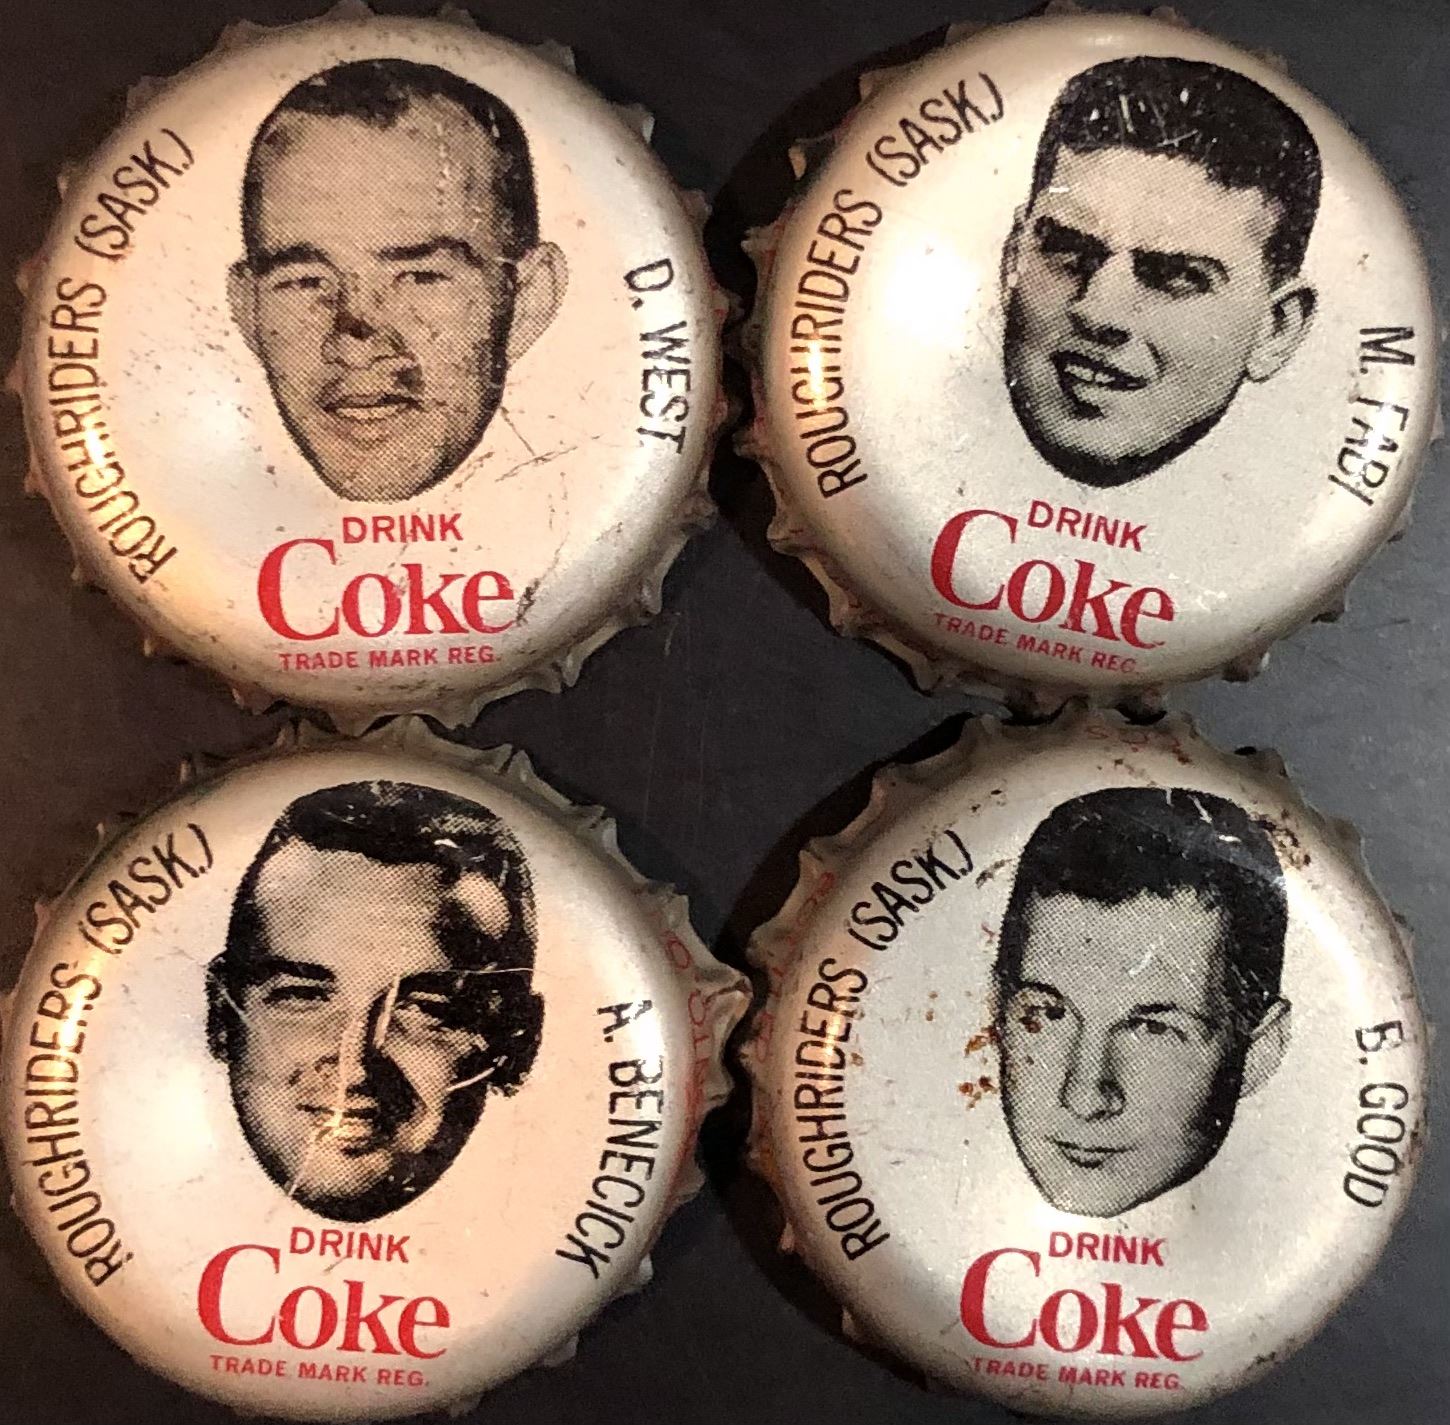 ROUGHRIDERS (SASK.)
D. WEST
DRINK
Coke
TRADE MARK REG.
ROUGHRIDERS (SASK.)
M. FABI
DRINK
Coke
TRADE MARK REG.
ROUGHRIDERS (SASK.)
A. BENECICK
DRINK
Coke
TRADE MARK REG.
ROUGHRIDERS (SASK.)
B. GOOD
DRINK
Coke
TRADE MARK REG.